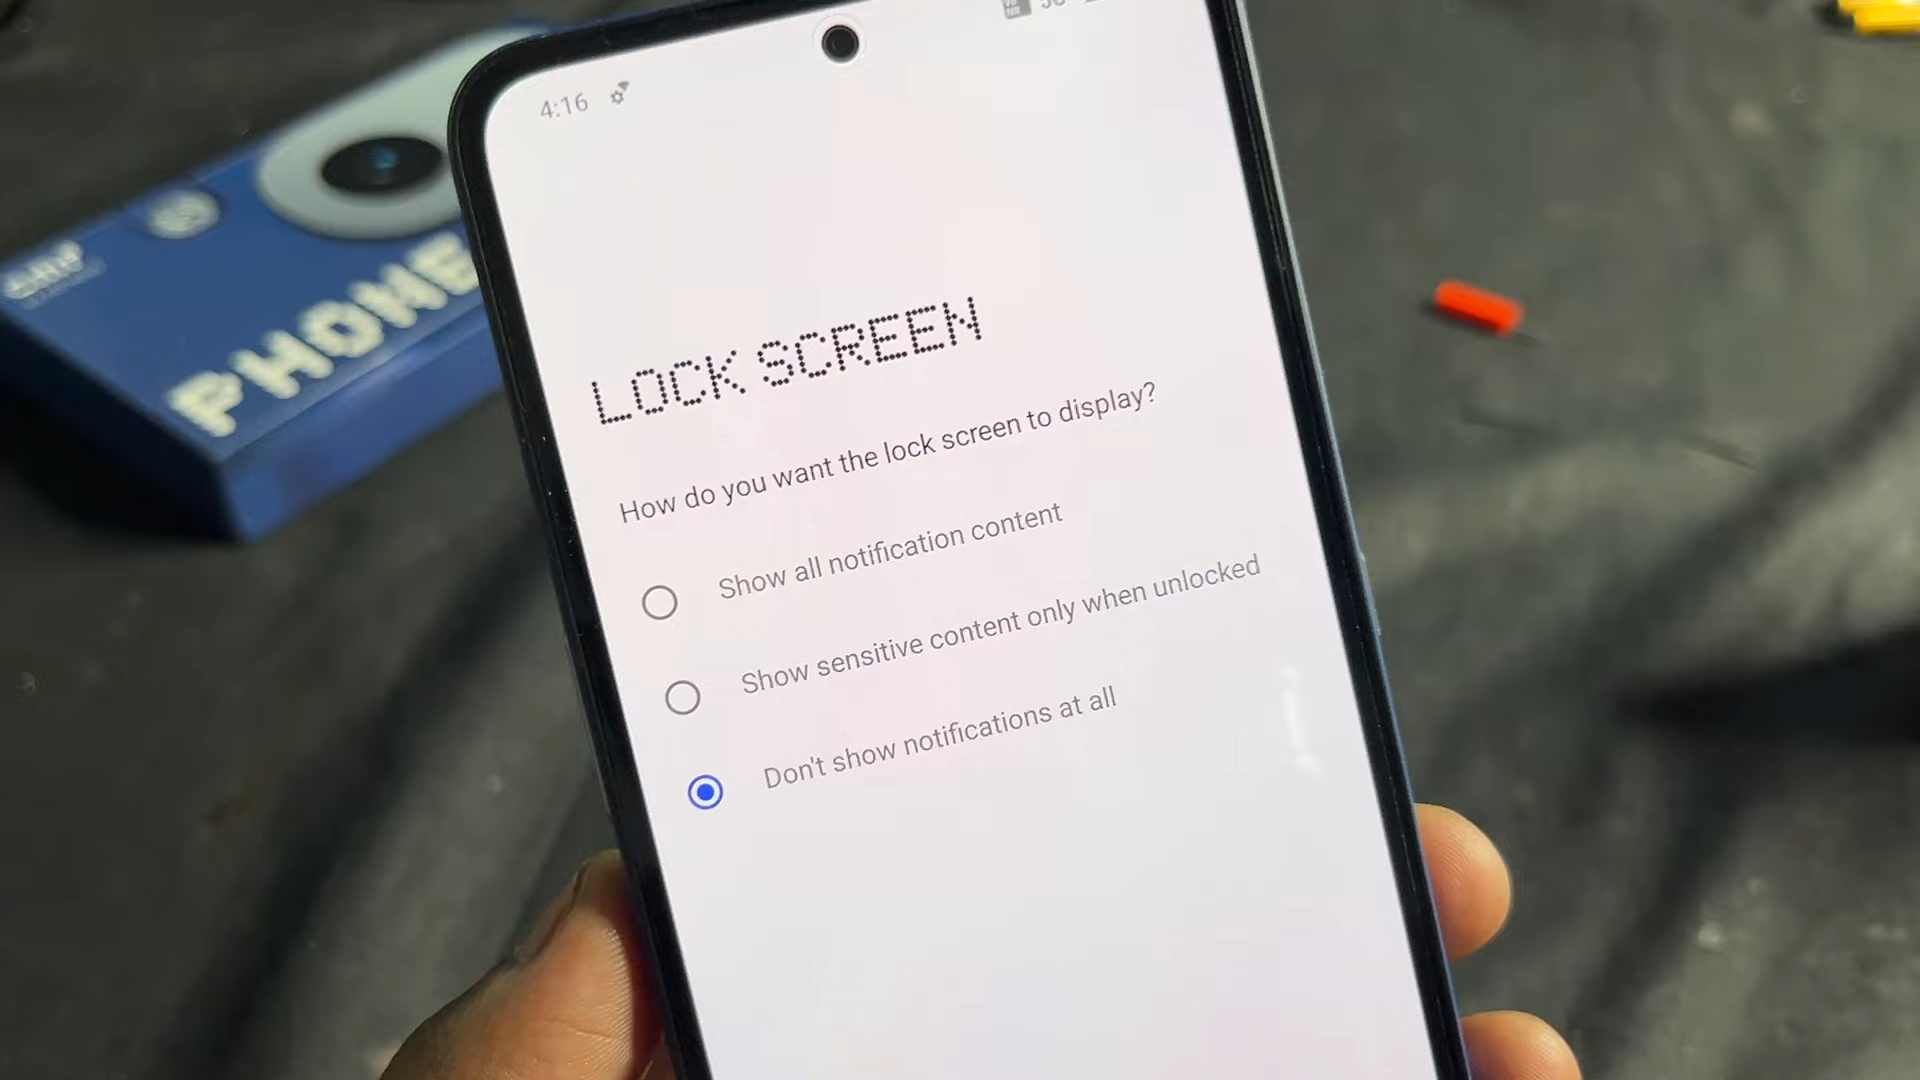 4:16
PHONE
LOCK SCREEN
How do you want the lock screen to display?
Show all notification content
Show sensitive content only when unlocked
Don't show notifications at all